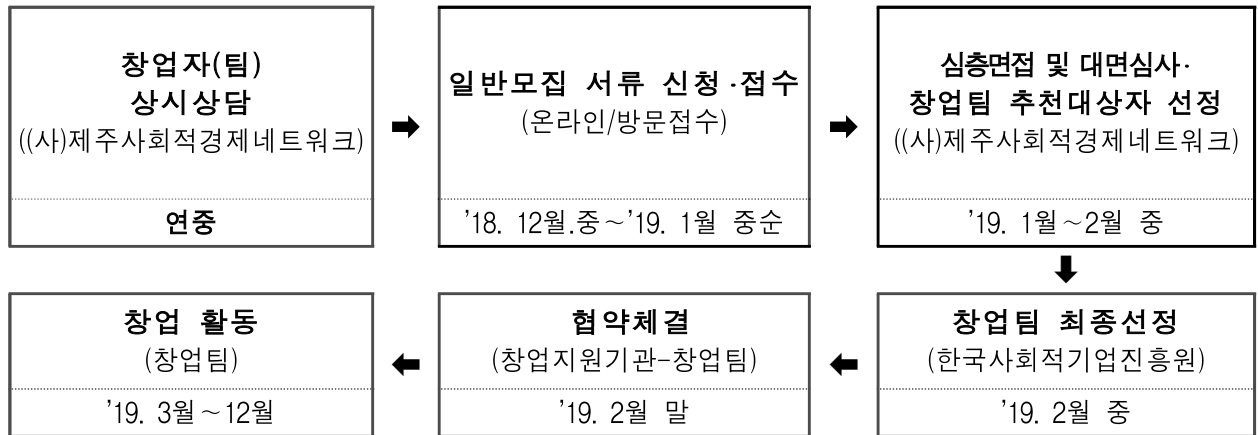 창업자(팀)
상시상담
((사)제주사회적경제네트워크)
연중
일반모집 서류 신청·접수
(온라인/방문접수)
'18. 12월.중~'19. 1월 중순
심층면접 및 대면심사·
창업팀 추천대상자 선정
((사)제주사회적경제네트워크)
'19. 1월~2월 중
창업팀 최종선정
(한국사회적기업진흥원)
'19. 2월 중
협약체결
(창업지원기관-창업팀)
'19. 2월 말
창업 활동
(창업팀)
'19. 3월~12월